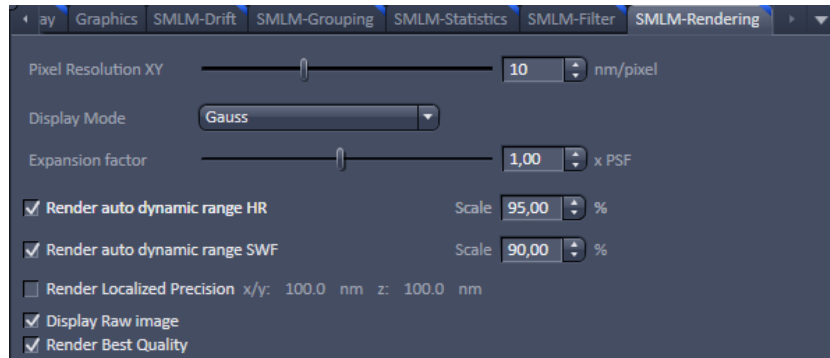 ay Graphics SMLM-Drift SMLM-Grouping SMLM-Statistics SMLM-Filter SMLM-Rendering
Pixel Resolution XY 10 nm/pixel
Display Mode Gauss
Expansion factor 1,00 x PSF
Render auto dynamic range HR Scale 95,00 %
Render auto dynamic range SWF Scale 90,00 %
Render Localized Precision x/y: 100.0 nm z: 100.0 nm
Display Raw image
Render Best Quality